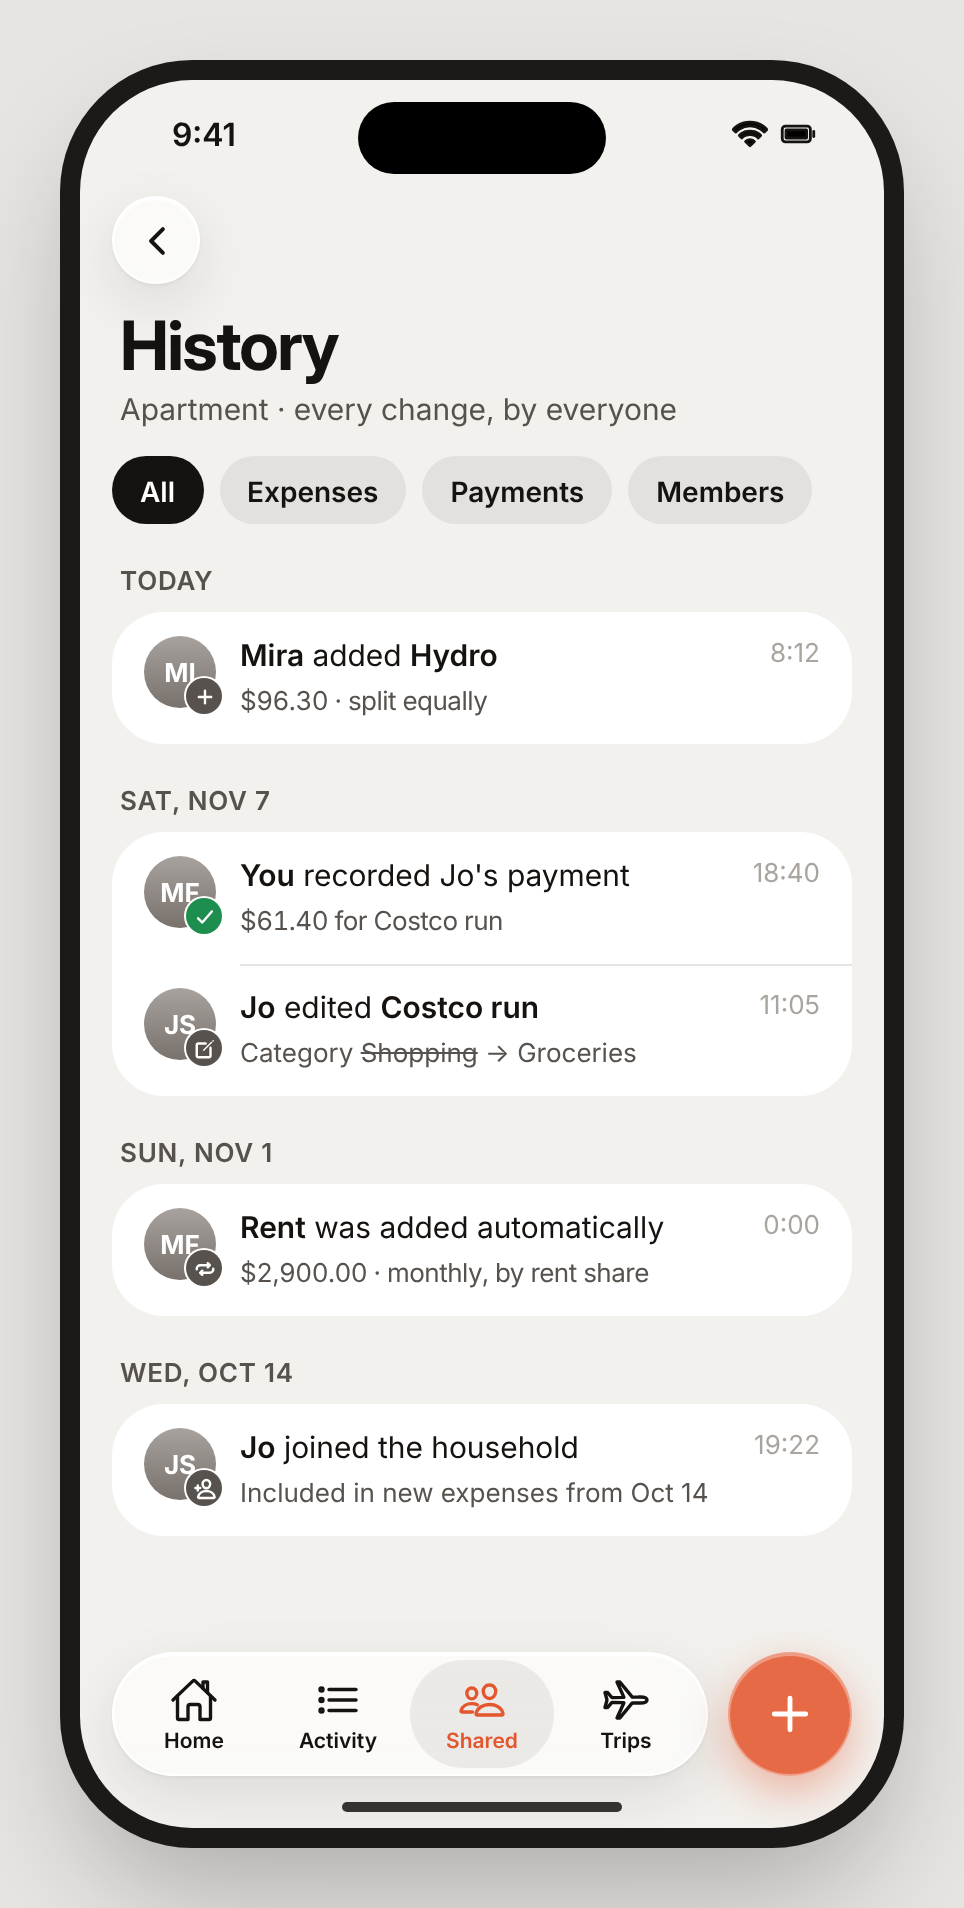 9:41
History
Apartment · every change, by everyone
All
Expenses
Payments
Members
TODAY
MI
Mira added Hydro
8:12
$96.30 · split equally
SAT, NOV 7
ME
You recorded Jo's payment
18:40
$61.40 for Costco run
JS
Jo edited Costco run
11:05
Category Shopping → Groceries
SUN, NOV 1
ME
Rent was added automatically
0:00
$2,900.00 · monthly, by rent share
WED, OCT 14
JS
Jo joined the household
19:22
Included in new expenses from Oct 14
Home
Activity
Shared
Trips